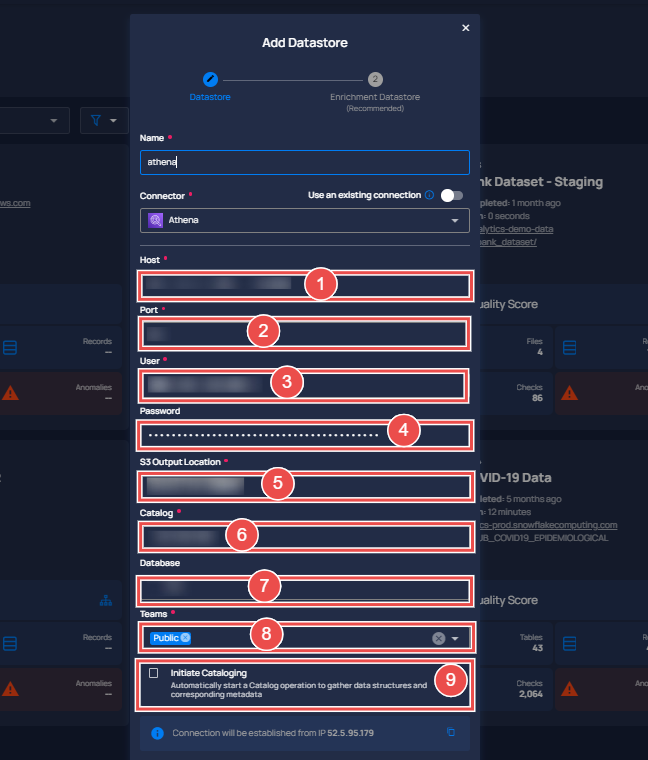 Add Datastore
2
Datastore
Enrichment Datastore
(Recommended)
Name *
athena
Connector *
Use an existing connection
Athena
Host *
1
Port *
2
User *
3
Password
4
S3 Output Location *
5
Catalog *
6
Database
7
Teams *
Public
8
Initiate Cataloging
Automatically start a Catalog operation to gather data structures and
corresponding metadata
9
Connection will be established from IP 52.5.95.179
ws.com
Records
—
Anomalies
—
Records
—
Anomalies
—
nk Dataset - Staging
pleted: 1 month ago
n: 0 seconds
alytics-demo-data
bank_dataset/
uality Score
Files
4
Checks
86
VID-19 Data
leted: 5 months ago
n: 12 minutes
cs-prod.snowflakecomputing.com
UB_COVID19_EPIDEMIOLOGICAL
uality Score
Tables
43
Checks
2,064